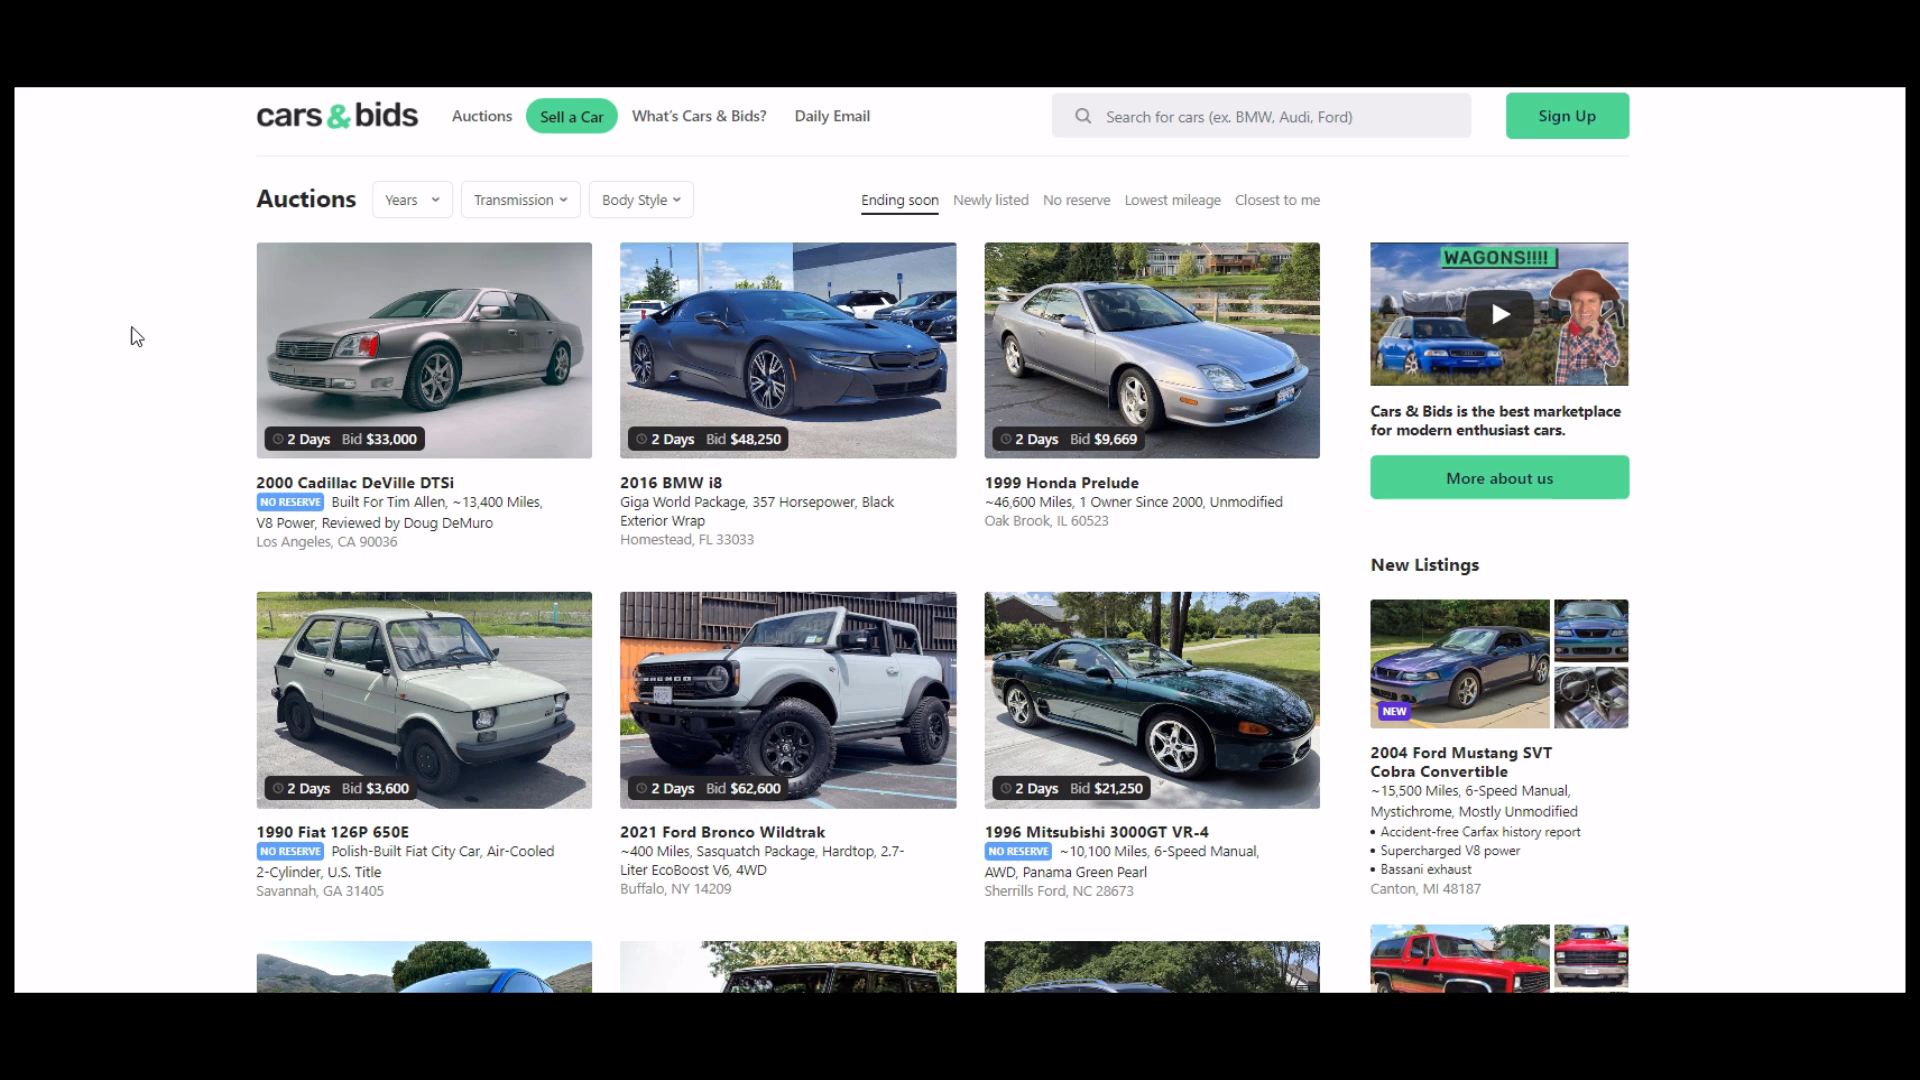 cars & bids
Auctions
Sell a Car
What's Cars & Bids?
Daily Email
Search for cars (ex. BMW, Audi, Ford)
Sign Up
Auctions
Years
Transmission
Body Style
Ending soon
Newly listed
No reserve
Lowest mileage
Closest to me
2 Days Bid $33,000
2000 Cadillac DeVille DTSi
NO RESERVE Built For Tim Allen, ~13,400 Miles,
V8 Power, Reviewed by Doug DeMuro
Los Angeles, CA 90036
2 Days Bid $48,250
2016 BMW i8
Giga World Package, 357 Horsepower, Black
Exterior Wrap
Homestead, FL 33033
2 Days Bid $9,669
1999 Honda Prelude
~46,600 Miles, 1 Owner Since 2000, Unmodified
Oak Brook, IL 60523
2 Days Bid $3,600
1990 Fiat 126P 650E
NO RESERVE Polish-Built Fiat City Car, Air-Cooled
2-Cylinder, U.S. Title
Savannah, GA 31405
BRONCO
2 Days Bid $62,600
2021 Ford Bronco Wildtrak
~400 Miles, Sasquatch Package, Hardtop, 2.7-
Liter EcoBoost V6, 4WD
Buffalo, NY 14209
2 Days Bid $21,250
1996 Mitsubishi 3000GT VR-4
NO RESERVE ~10,100 Miles, 6-Speed Manual,
AWD, Panama Green Pearl
Sherrills Ford, NC 28673
WAGONS!!!!
Cars & Bids is the best marketplace
for modern enthusiast cars.
More about us
New Listings
NEW
2004 Ford Mustang SVT
Cobra Convertible
~15,500 Miles, 6-Speed Manual,
Mystichrome, Mostly Unmodified
• Accident-free Carfax history report
• Supercharged V8 power
• Bassani exhaust
Canton, MI 48187